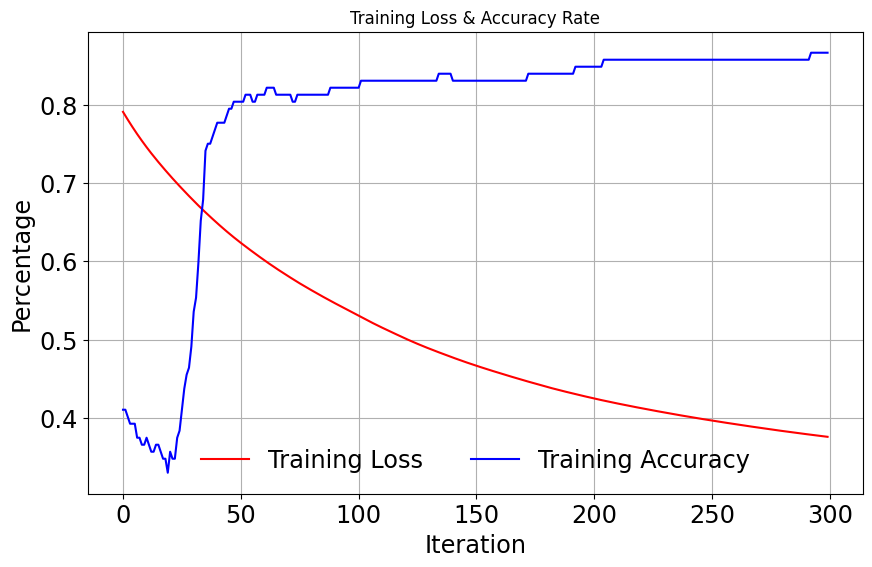 Training Loss & Accuracy Rate
Percentage
0.8
0.7
0.6
0.5
0.4
Training Loss
Training Accuracy
0 50 100 150 200 250 300
Iteration